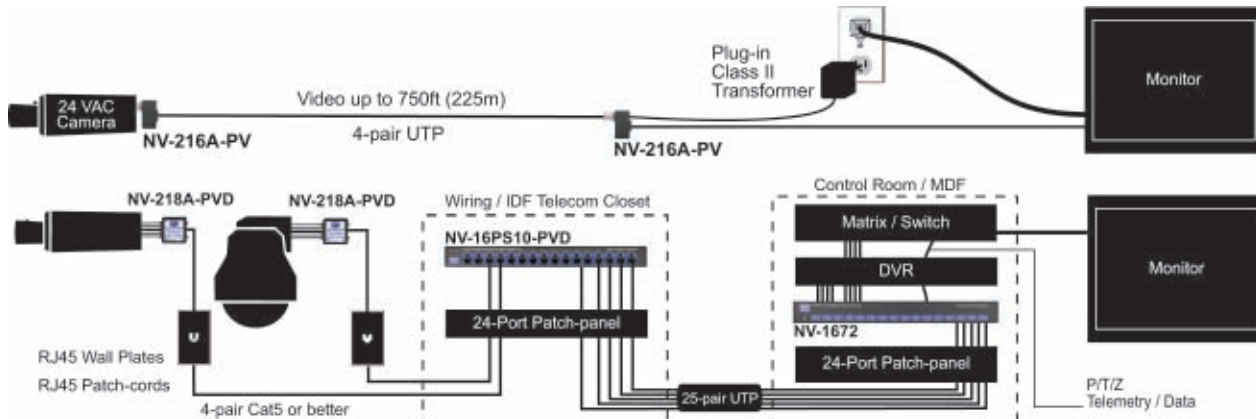 Plug-in
Class II
Transformer
Monitor
24 VAC
Camera
Video up to 750ft (225m)
4-pair UTP
NV-216A-PV
NV-216A-PV
NV-218A-PVD
NV-218A-PVD
Wiring / IDF Telecom Closet
NV-16PS10-PVD
24-Port Patch-panel
Control Room / MDF
Matrix / Switch
DVR
NV-1672
24-Port Patch-panel
Monitor
RJ45 Wall Plates
RJ45 Patch-cords
4-pair Cat5 or better
25-pair UTP
P/T/Z
Telemetry / Data